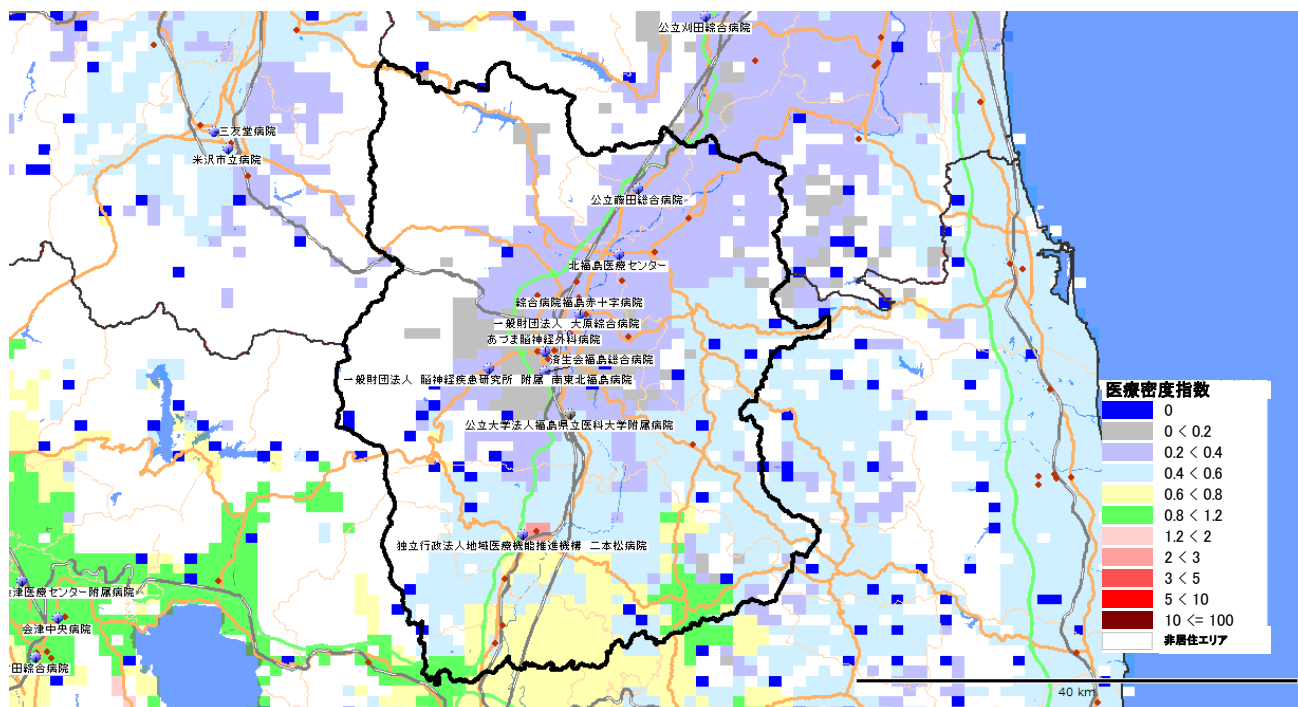 公立刈田綜合病院
三友堂病院
米沢市立病院
公立藤田総合病院
北福島医療センター
綜合病院福島赤十字病院
一般財団法人 大原綜合病院
あづま脳神経外科病院
済生会福島総合病院
一般財団法人 脳神経疾患研究所 附属 南東北福島病院
公立大学法人福島県立医科大学附属病院
独立行政法人地域医療機能推進機構 二本松病院
津医療センター附属病院
会津中央病院
田綜合病院
医療密度指数
0
0 < 0.2
0.2 < 0.4
0.4 < 0.6
0.6 < 0.8
0.8 < 1.2
1.2 < 2
2 < 3
3 < 5
5 < 10
10 <= 100
非居住エリア
40 km